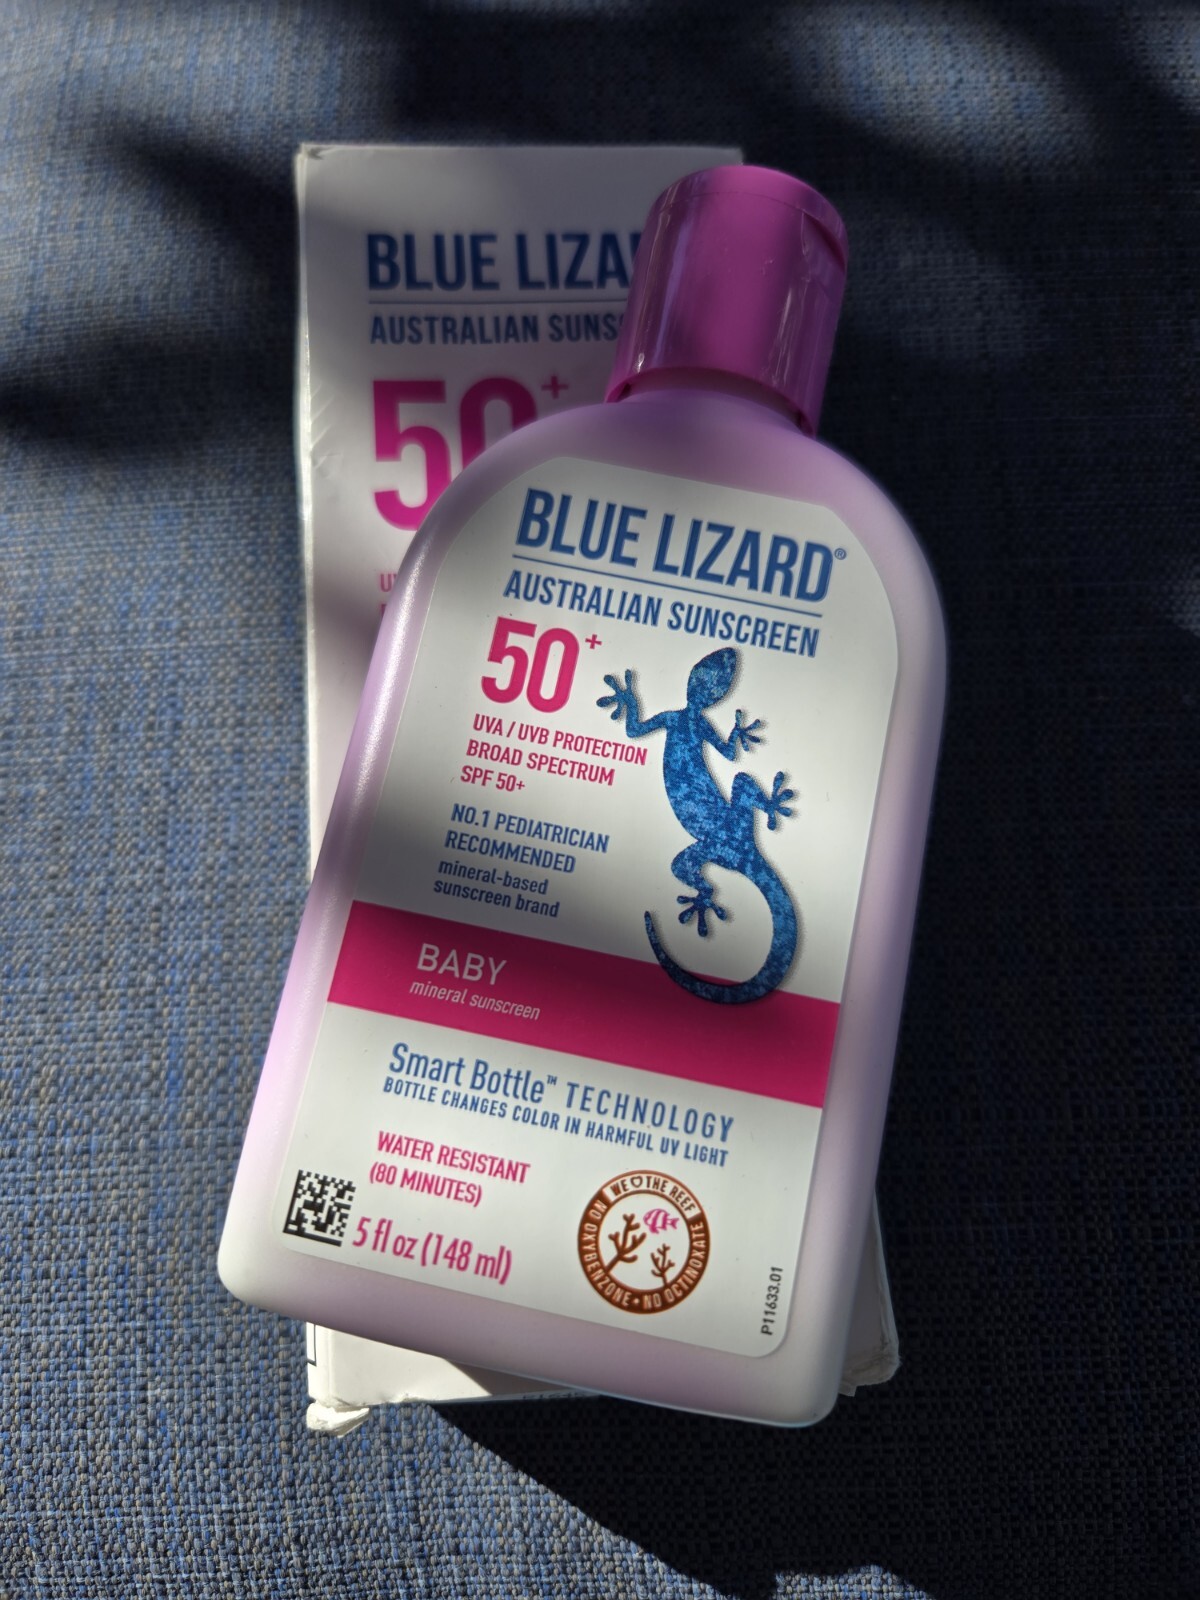 BLUE LIZA
AUSTRALIAN SUNS
50+
BLUE LIZARD®
AUSTRALIAN SUNSCREEN
50+
UVA / UVB PROTECTION
BROAD SPECTRUM
SPF 50+
NO.1 PEDIATRICIAN
RECOMMENDED
mineral-based
sunscreen brand
BABY
mineral sunscreen
Smart Bottle™ TECHNOLOGY
BOTTLE CHANGES COLOR IN HARMFUL UV LIGHT
WATER RESISTANT
(80 MINUTES)
5 fl oz (148 ml)
WE♡THE REEF
NO OXYBENZONE • NO OCTINOXATE
P11633.01